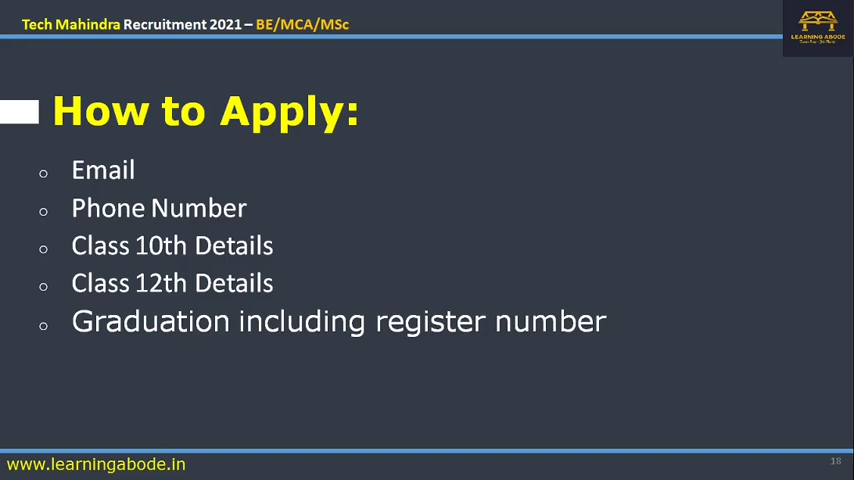 Tech Mahindra Recruitment 2021 – BE/MCA/MSc
LEARNING ABODE
How to Apply:
Email
Phone Number
Class 10th Details
Class 12th Details
Graduation including register number
www.learningabode.in
18